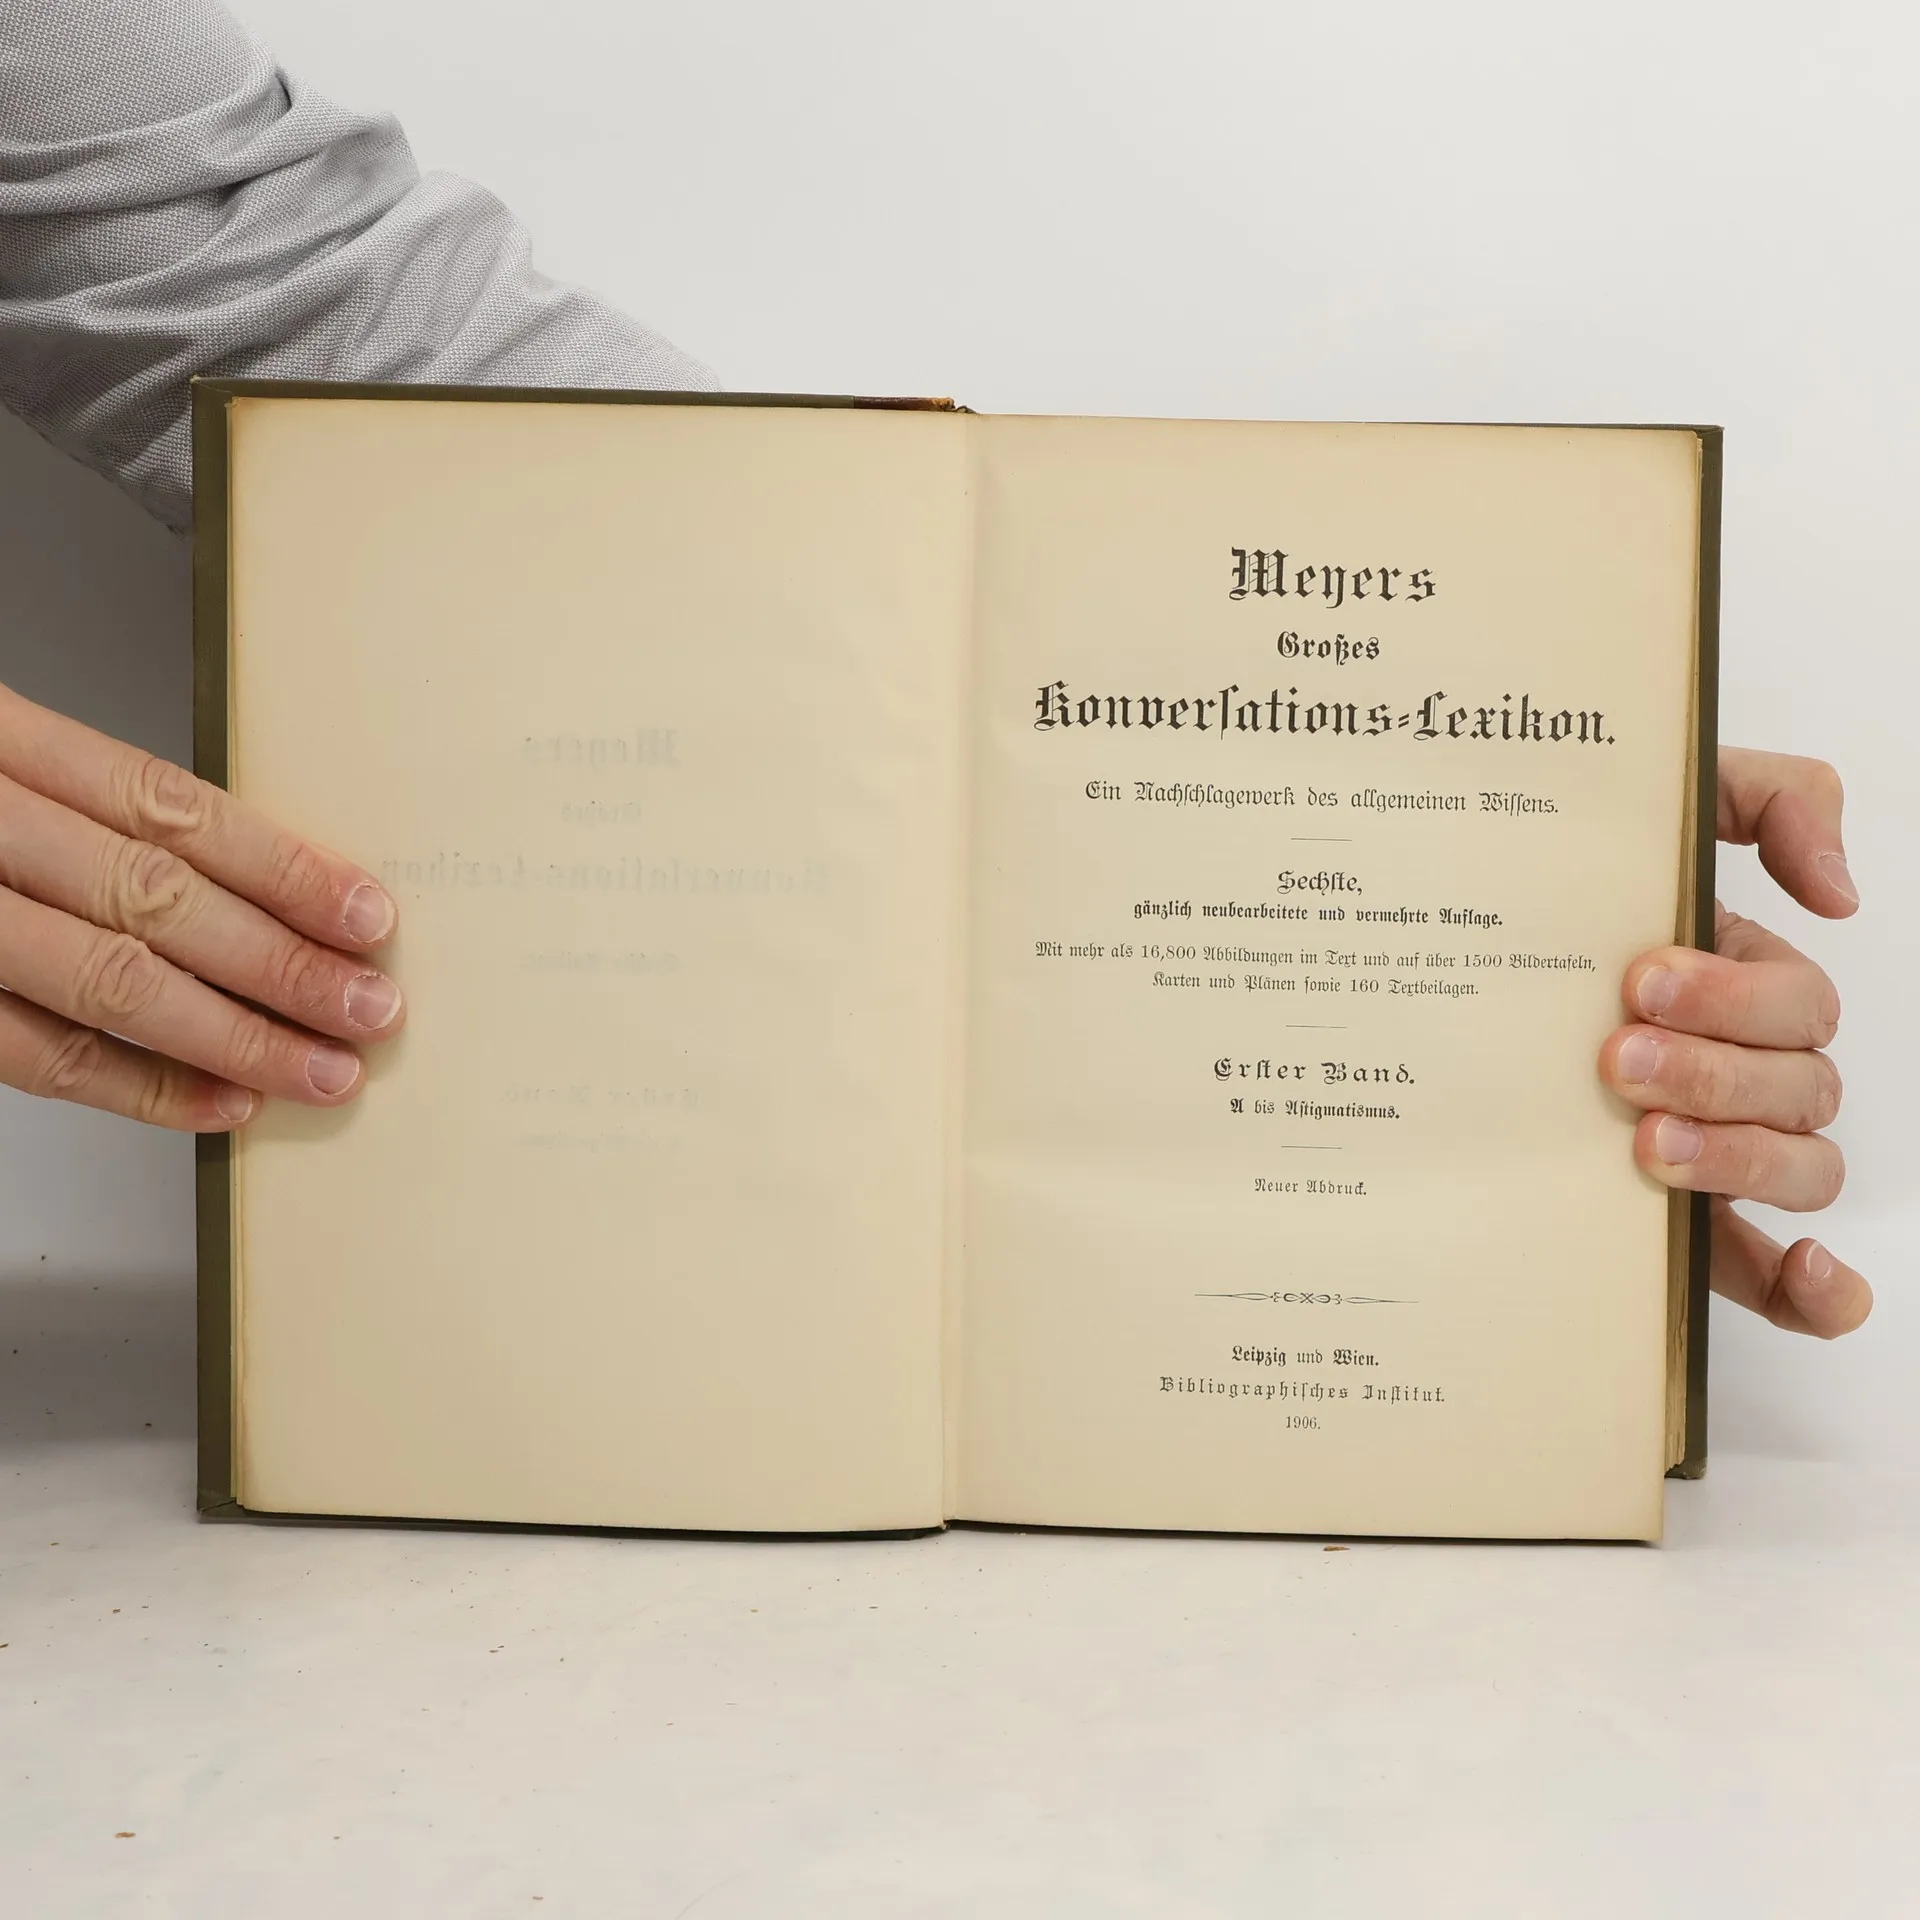 Meyers
Großes
Konverſations=Lexikon.
Ein Nachſchlagewerk des allgemeinen Wiſſens.
Sechſte,
gänzlich neubearbeitete und vermehrte Auflage.
Mit mehr als 16,800 Abbildungen im Text und auf über 1500 Bildertafeln,
Karten und Plänen ſowie 160 Textbeilagen.
Erſter Band.
A bis Aſtigmatismus.
Neuer Abdruck.
Leipzig und Wien.
Bibliographiſches Inſtitut.
1906.